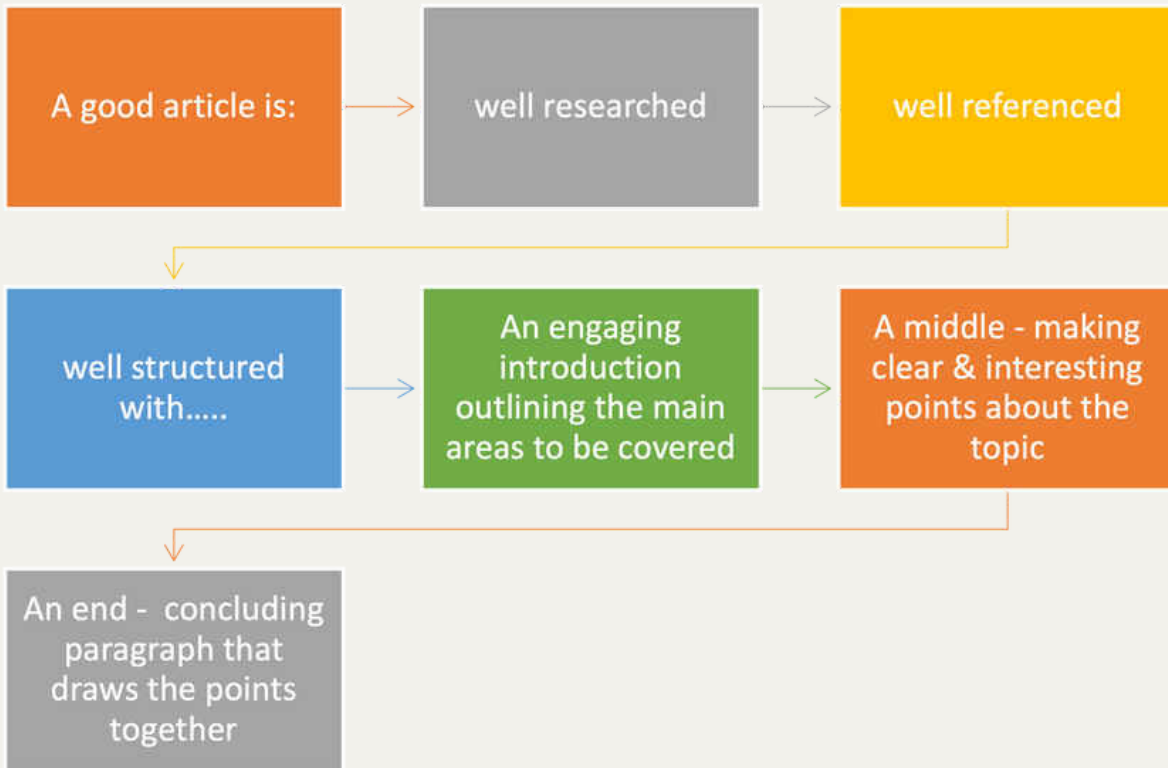 A good article is:
well researched
well referenced
well structured
with.....
An engaging
introduction
outlining the main
areas to be covered
A middle - making
clear & interesting
points about the
topic
An end -  concluding
paragraph that
draws the points
together